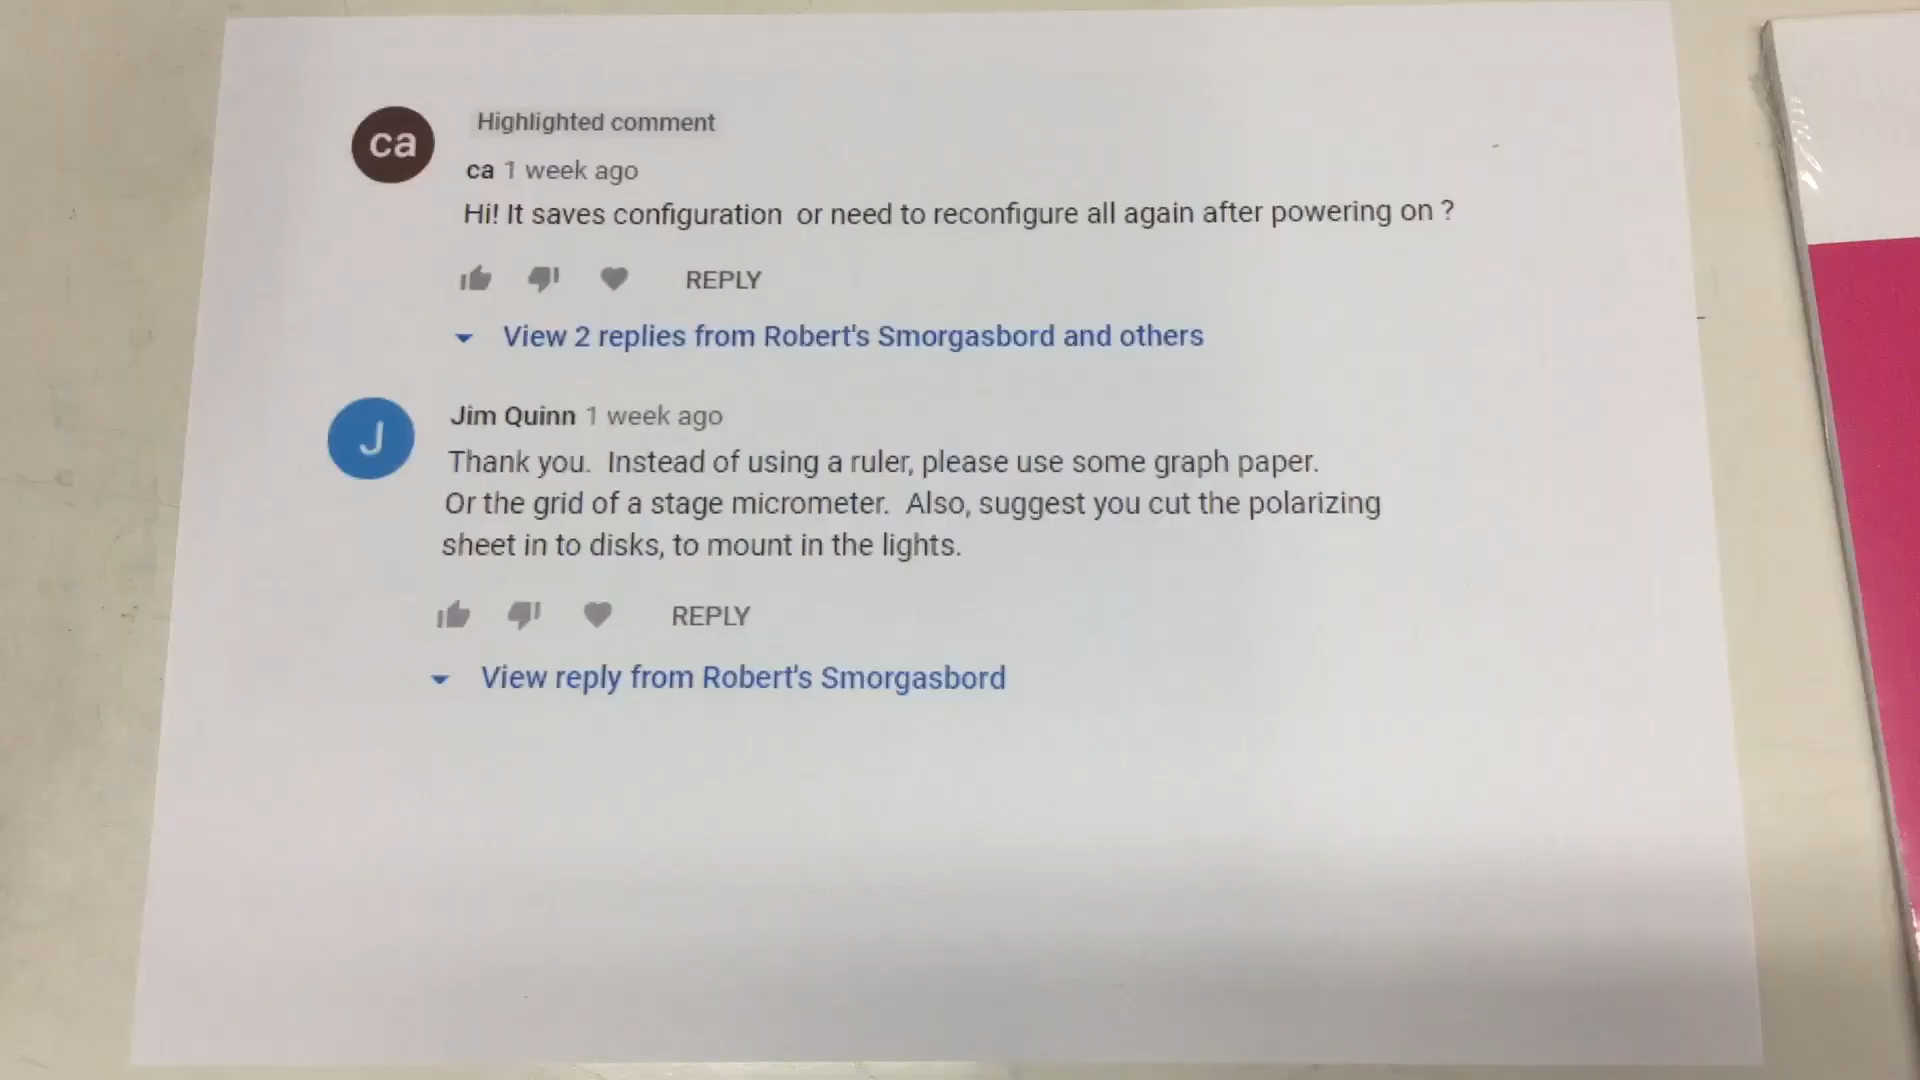 ca
Highlighted comment
ca 1 week ago
Hi! It saves configuration or need to reconfigure all again after powering on ?
REPLY
View 2 replies from Robert's Smorgasbord and others
J
Jim Quinn 1 week ago
Thank you. Instead of using a ruler, please use some graph paper.
Or the grid of a stage micrometer. Also, suggest you cut the polarizing
sheet in to disks, to mount in the lights.
REPLY
View reply from Robert's Smorgasbord